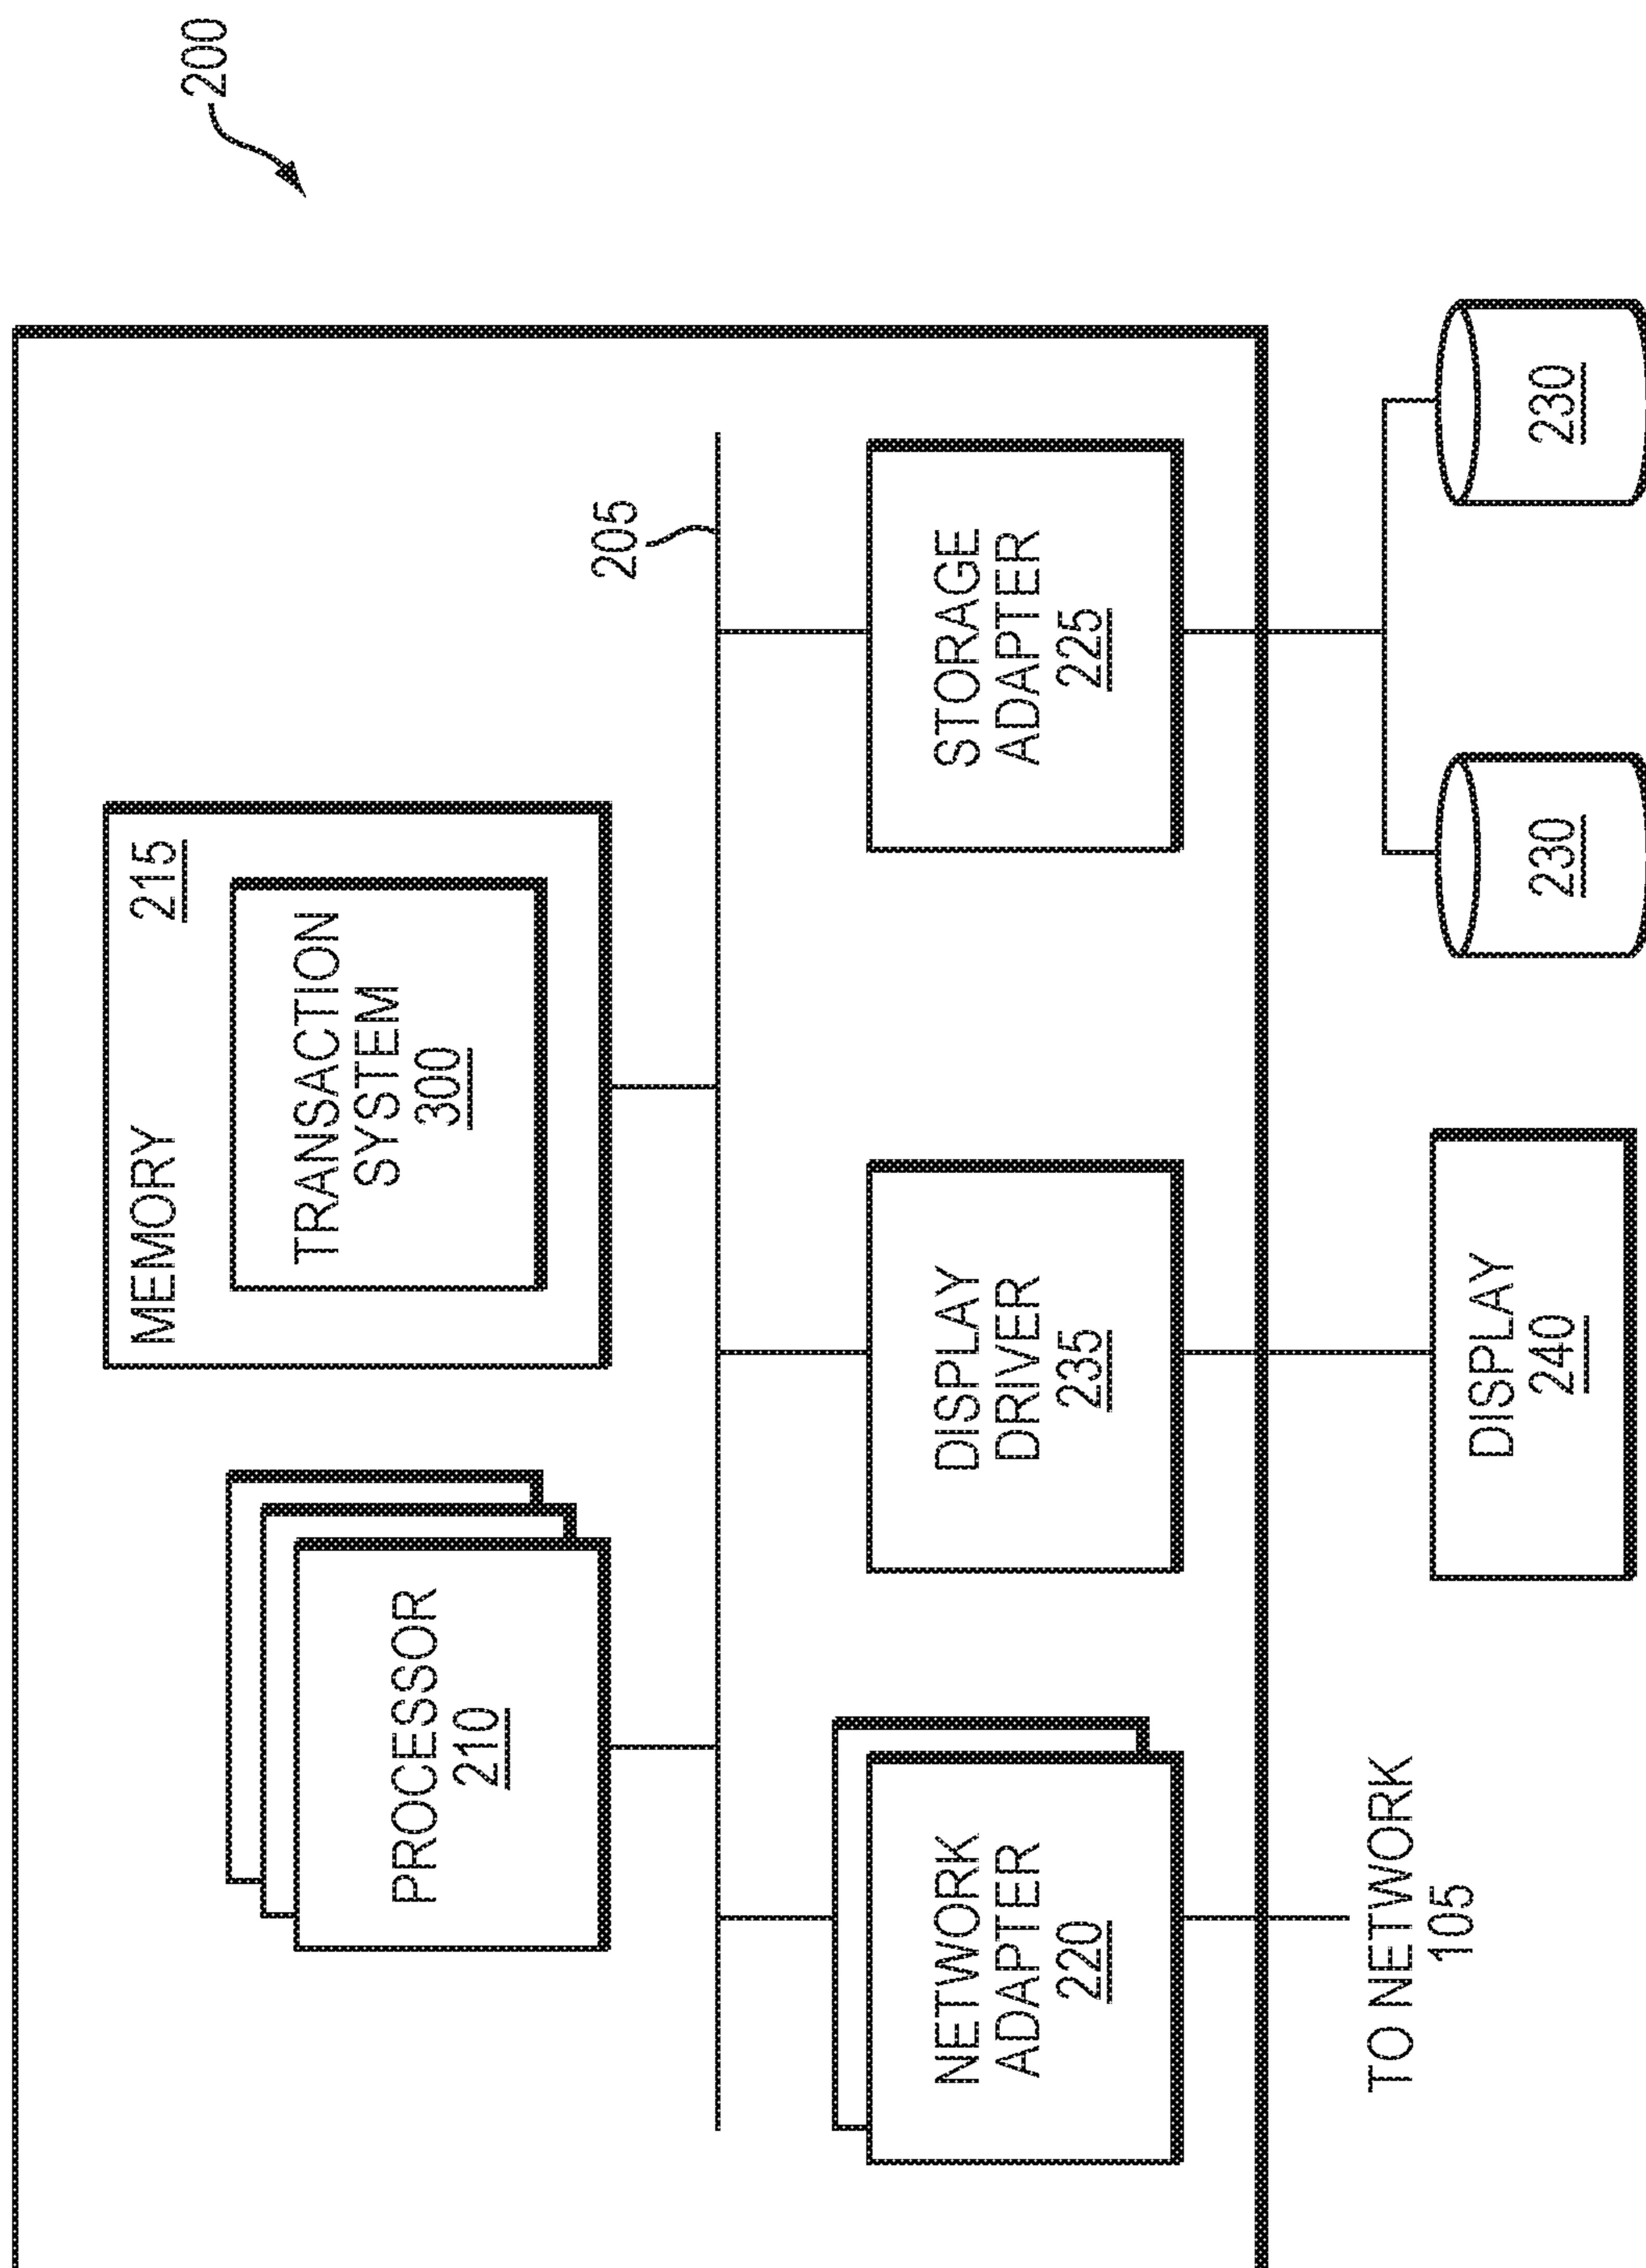 200
MEMORY
215
TRANSACTION
SYSTEM
300
PROCESSOR
210
205
NETWORK
ADAPTER
220
DISPLAY
DRIVER
235
STORAGE
ADAPTER
225
TO NETWORK
105
DISPLAY
240
230
230